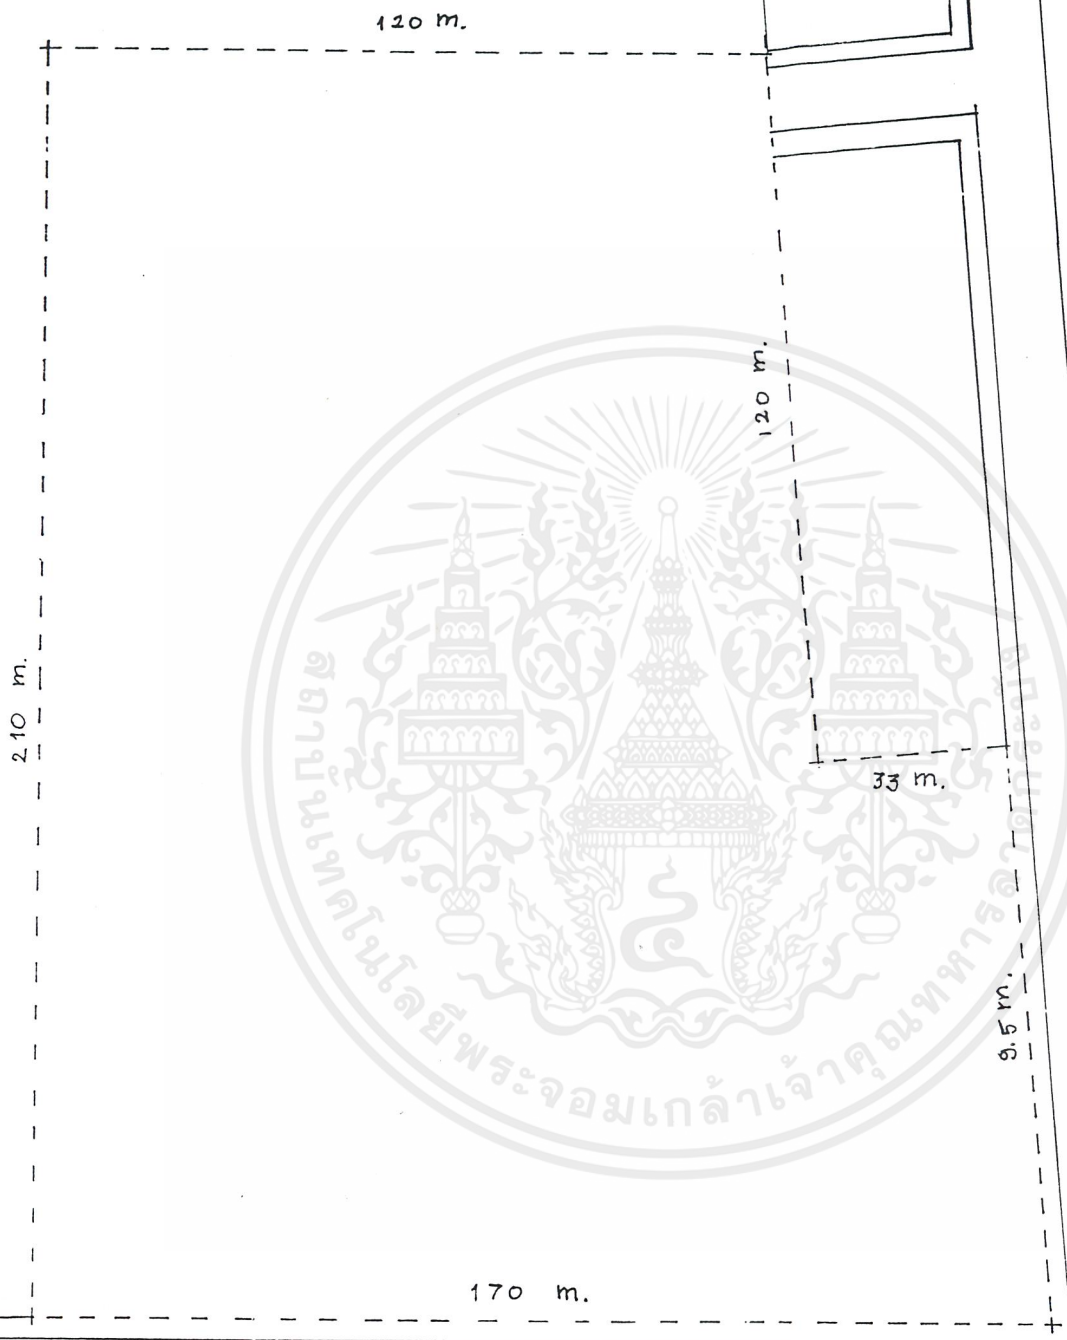 120 m.
120 m.
210 m.
33 m.
9.5 m.
170 m.
สถาบันเทคโนโลยีพระจอมเกล้าเจ้าคุณทหารลาดกระบัง